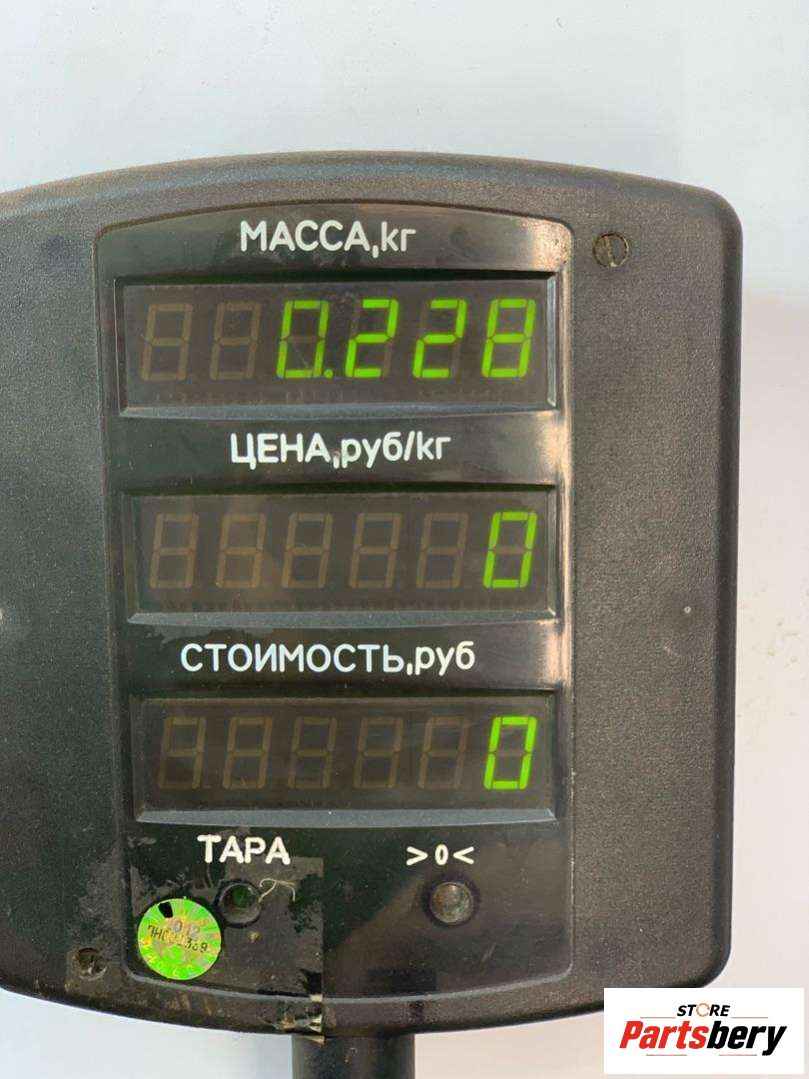 МАССА,кг
0.228
ЦЕНА,руб/кг
0
СТОИМОСТЬ,руб
0
ТАРА >0<
STORE
Partsbery